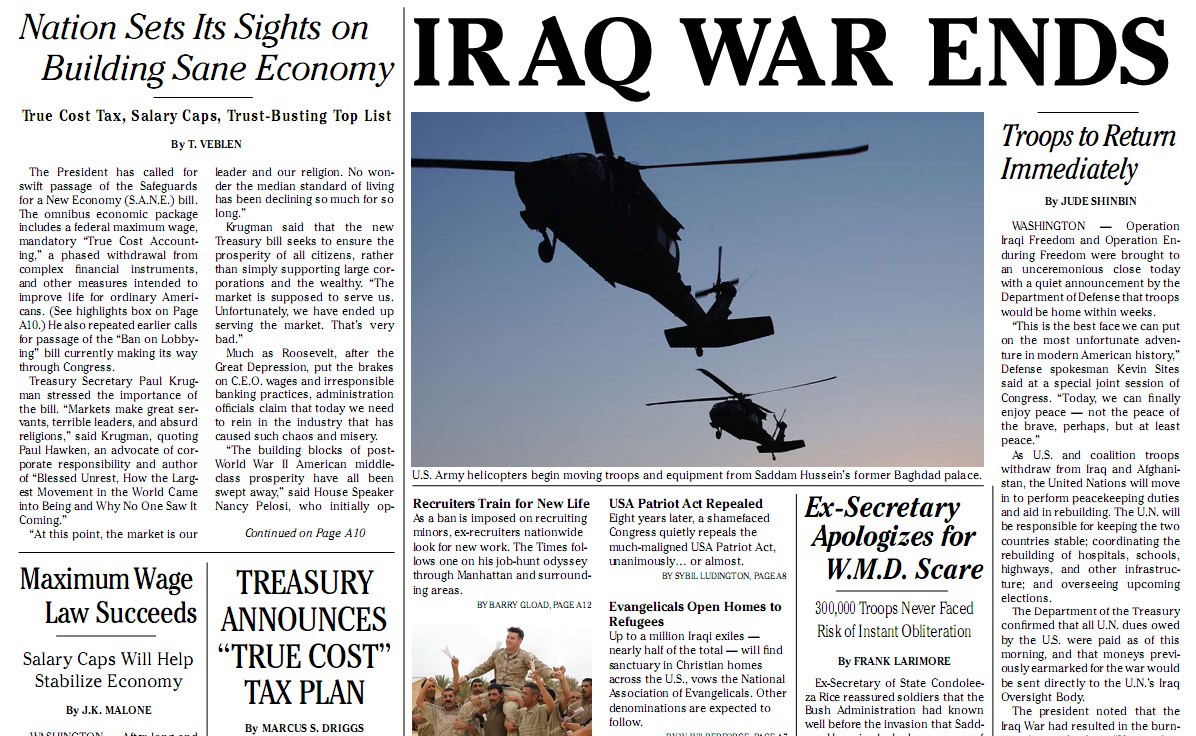 Nation Sets Its Sights on
Building Sane Economy
True Cost Tax, Salary Caps, Trust-Busting Top List
By T. VEBLEN
The President has called for
swift passage of the Safeguards
for a New Economy (S.A.N.E.) bill.
The omnibus economic package
includes a federal maximum wage,
mandatory “True Cost Account-
ing,” a phased withdrawal from
complex financial instruments,
and other measures intended to
improve life for ordinary Ameri-
cans. (See highlights box on Page
A10.) He also repeated earlier calls
for passage of the “Ban on Lobby-
ing” bill currently making its way
through Congress.
Treasury Secretary Paul Krug-
man stressed the importance of
the bill. “Markets make great ser-
vants, terrible leaders, and absurd
religions,” said Krugman, quoting
Paul Hawken, an advocate of cor-
porate responsibility and author
of “Blessed Unrest, How the Larg-
est Movement in the World Came
into Being and Why No One Saw It
Coming.”
“At this point, the market is our
leader and our religion. No won-
der the median standard of living
has been declining so much for so
long.”
Krugman said that the new
Treasury bill seeks to ensure the
prosperity of all citizens, rather
than simply supporting large cor-
porations and the wealthy. “The
market is supposed to serve us.
Unfortunately, we have ended up
serving the market. That’s very
bad.”
Much as Roosevelt, after the
Great Depression, put the brakes
on C.E.O. wages and irresponsible
banking practices, administration
officials claim that today we need
to rein in the industry that has
caused such chaos and misery.
“The building blocks of post-
World War II American middle-
class prosperity have all been
swept away,” said House Speaker
Nancy Pelosi, who initially op-
Continued on Page A10
Maximum Wage
Law Succeeds
Salary Caps Will Help
Stabilize Economy
By J.K. MALONE
WASHINGTON — After long and
TREASURY
ANNOUNCES
“TRUE COST”
TAX PLAN
By MARCUS S. DRIGGS
IRAQ WAR ENDS
U.S. Army helicopters begin moving troops and equipment from Saddam Hussein’s former Baghdad palace.
Recruiters Train for New Life
As a ban is imposed on recruiting
minors, ex-recruiters nationwide
look for new work. The Times fol-
lows one on his job-hunt odyssey
through Manhattan and surround-
ing areas.
BY BARRY GLOAD, PAGE A12
USA Patriot Act Repealed
Eight years later, a shamefaced
Congress quietly repeals the
much-maligned USA Patriot Act,
unanimously… or almost.
BY SYBIL LUDINGTON, PAGE A8
Evangelicals Open Homes to
Refugees
Up to a million Iraqi exiles —
nearly half of the total — will find
sanctuary in Christian homes
across the U.S., vows the National
Association of Evangelicals. Other
denominations are expected to
follow.
BY W. WILBERFORCE, PAGE A7
Ex-Secretary
Apologizes for
W.M.D. Scare
300,000 Troops Never Faced
Risk of Instant Obliteration
By FRANK LARIMORE
Ex-Secretary of State Condolee-
za Rice reassured soldiers that the
Bush Administration had known
well before the invasion that Sadd-
Troops to Return
Immediately
By JUDE SHINBIN
WASHINGTON — Operation
Iraqi Freedom and Operation En-
during Freedom were brought to
an unceremonious close today
with a quiet announcement by the
Department of Defense that troops
would be home within weeks.
“This is the best face we can put
on the most unfortunate adven-
ture in modern American history,”
Defense spokesman Kevin Sites
said at a special joint session of
Congress. “Today, we can finally
enjoy peace — not the peace of
the brave, perhaps, but at least
peace.”
As U.S. and coalition troops
withdraw from Iraq and Afghani-
stan, the United Nations will move
in to perform peacekeeping duties
and aid in rebuilding. The U.N. will
be responsible for keeping the two
countries stable; coordinating the
rebuilding of hospitals, schools,
highways, and other infrastruc-
ture; and overseeing upcoming
elections.
The Department of the Treasury
confirmed that all U.N. dues owed
by the U.S. were paid as of this
morning, and that moneys previ-
ously earmarked for the war would
be sent directly to the U.N.’s Iraq
Oversight Body.
The president noted that the
Iraq War had resulted in the burn-